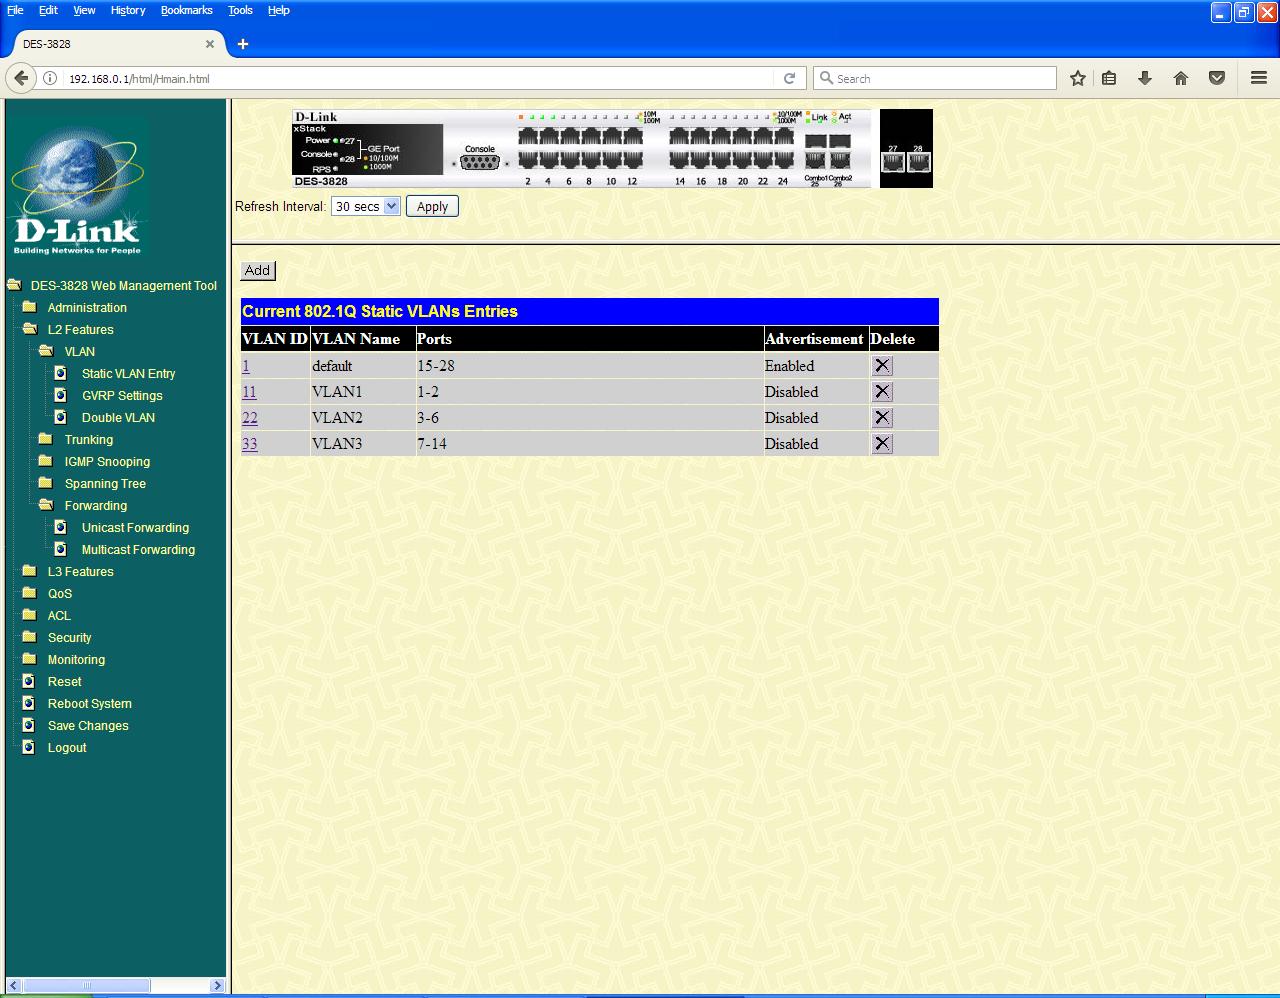 File Edit View History Bookmarks Tools Help
DES-3828
192.168.0.1/html/Hmain.html
Search
D-Link
Building Networks for People
DES-3828 Web Management Tool
Administration
L2 Features
VLAN
Static VLAN Entry
GVRP Settings
Double VLAN
Trunking
IGMP Snooping
Spanning Tree
Forwarding
Unicast Forwarding
Multicast Forwarding
L3 Features
QoS
ACL
Security
Monitoring
Reset
Reboot System
Save Changes
Logout
D-Link
xStack
Power 27
GE Port
Console 28
10/100M
RPS
1000M
DES-3828
Console
10M
100M
10/100M
1000M
Link Act
2 4 6 8 10 12 14 16 18 20 22 24
Combo1 Combo2
25 26
27 28
Refresh Interval: 30 secs Apply
Add
Current 802.1Q Static VLANs Entries
VLAN ID VLAN Name Ports Advertisement Delete
1 default 15-28 Enabled
11 VLAN1 1-2 Disabled
22 VLAN2 3-6 Disabled
33 VLAN3 7-14 Disabled